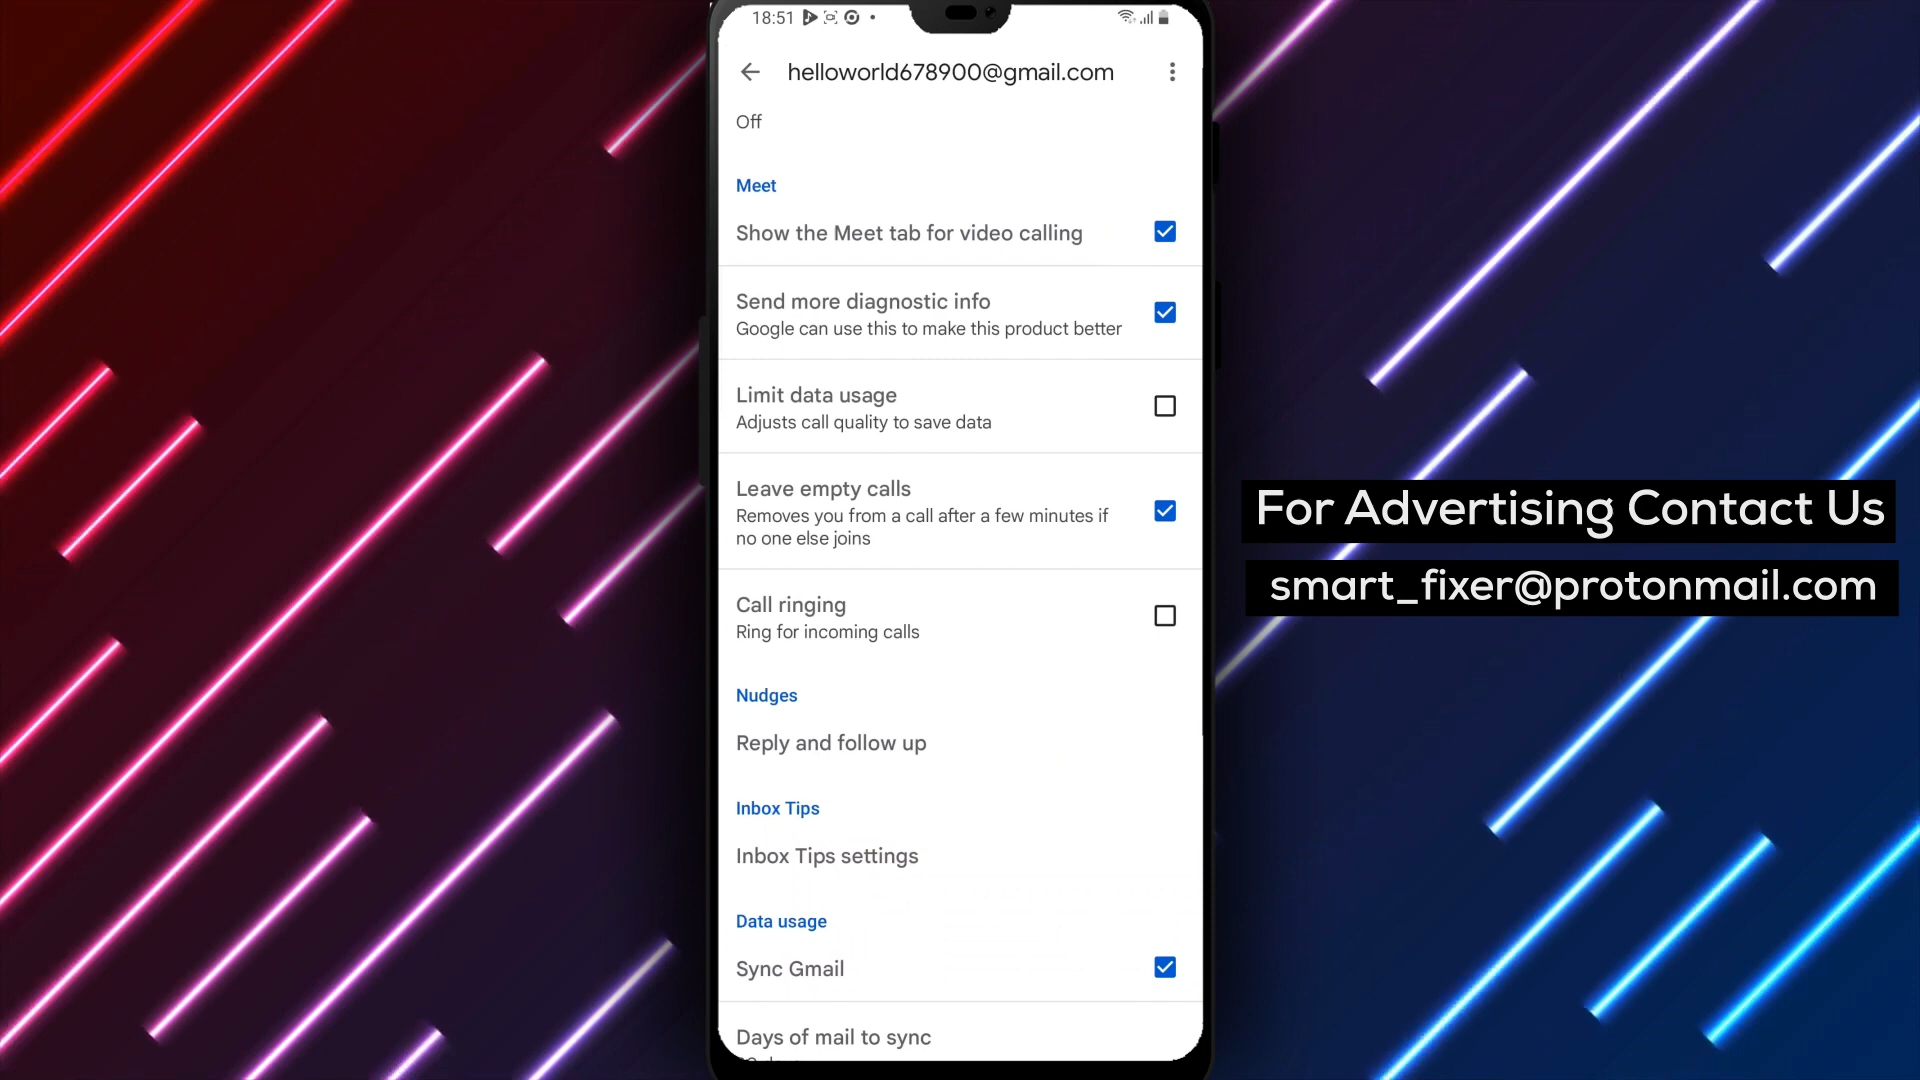 18:51
helloworld678900@gmail.com
Off
Meet
Show the Meet tab for video calling
Send more diagnostic info
Google can use this to make this product better
Limit data usage
Adjusts call quality to save data
Leave empty calls
Removes you from a call after a few minutes if
no one else joins
Call ringing
Ring for incoming calls
Nudges
Reply and follow up
Inbox Tips
Inbox Tips settings
Data usage
Sync Gmail
Days of mail to sync
For Advertising Contact Us
smart_fixer@protonmail.com